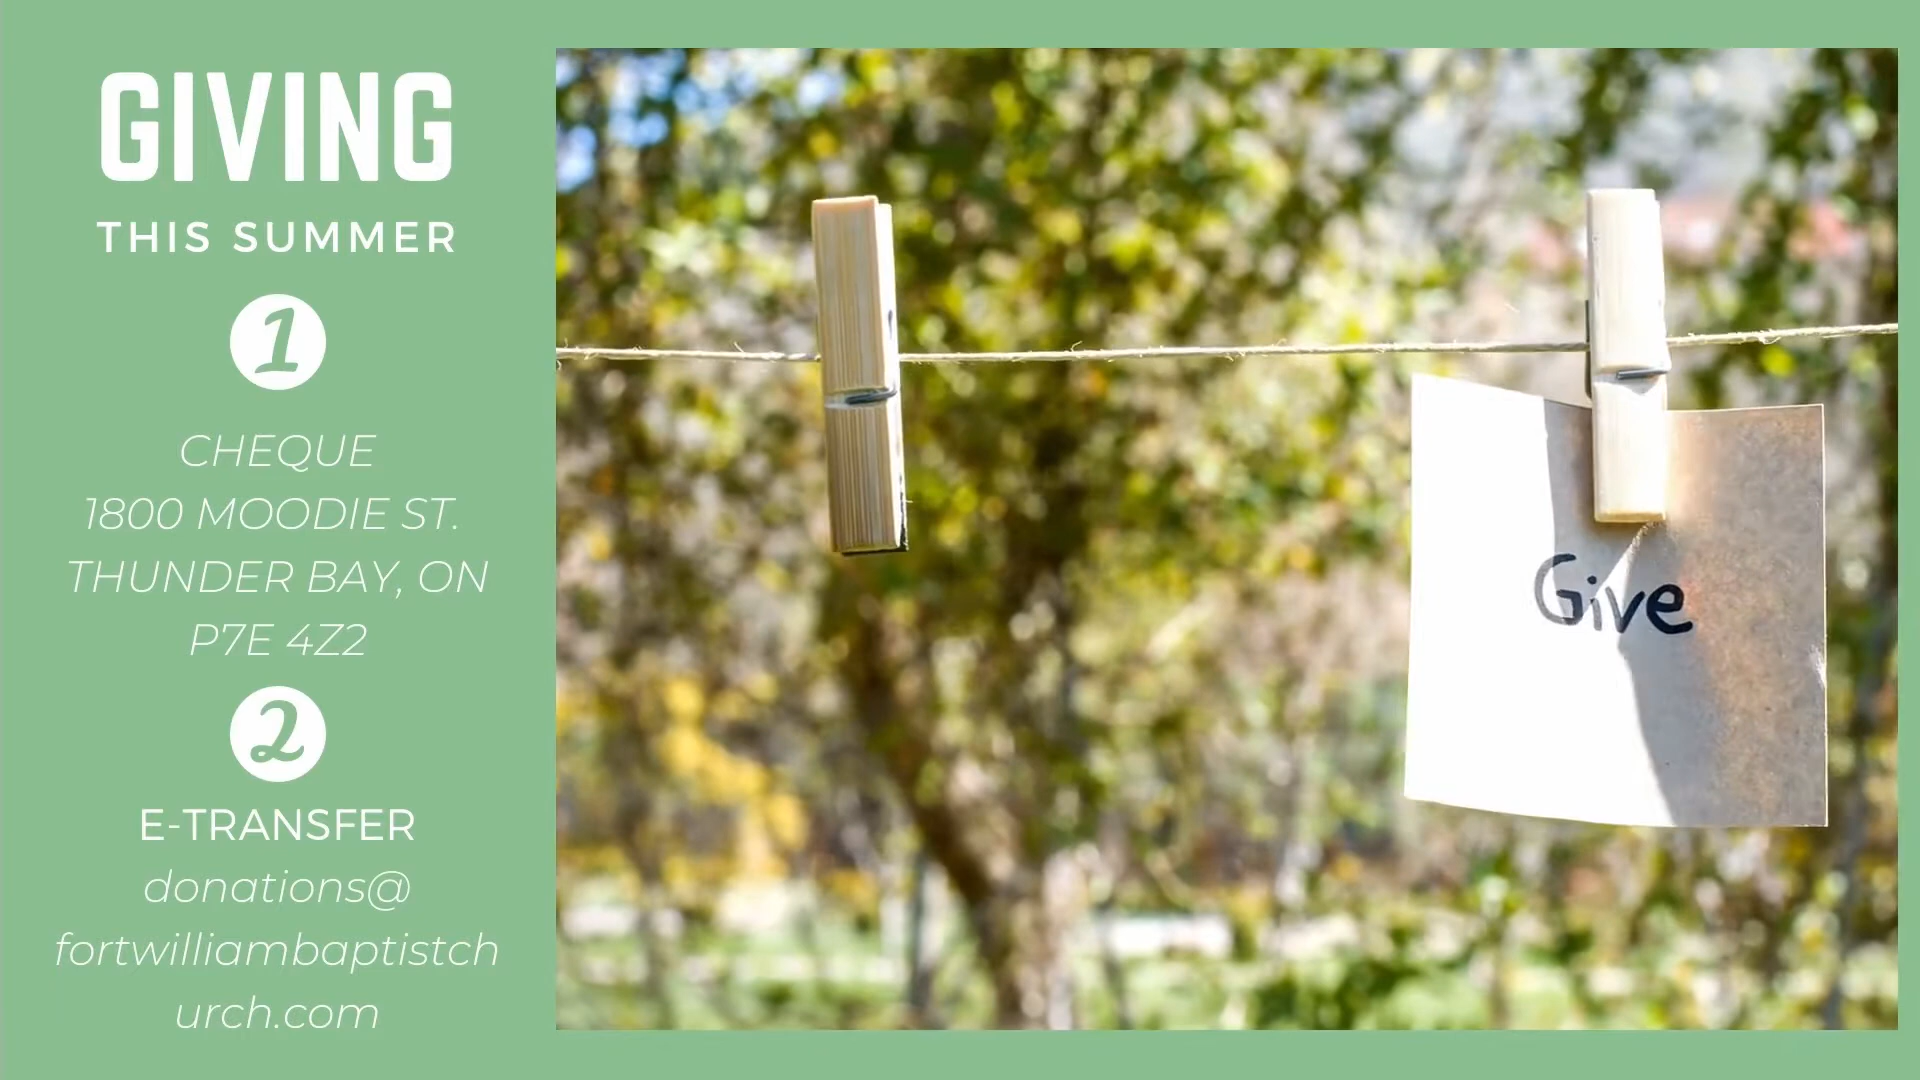 GIVING
THIS SUMMER
1
CHEQUE
1800 MOODIE ST.
THUNDER BAY, ON
P7E 4Z2
2
E-TRANSFER
donations@
fortwilliambaptistch
urch.com
Give